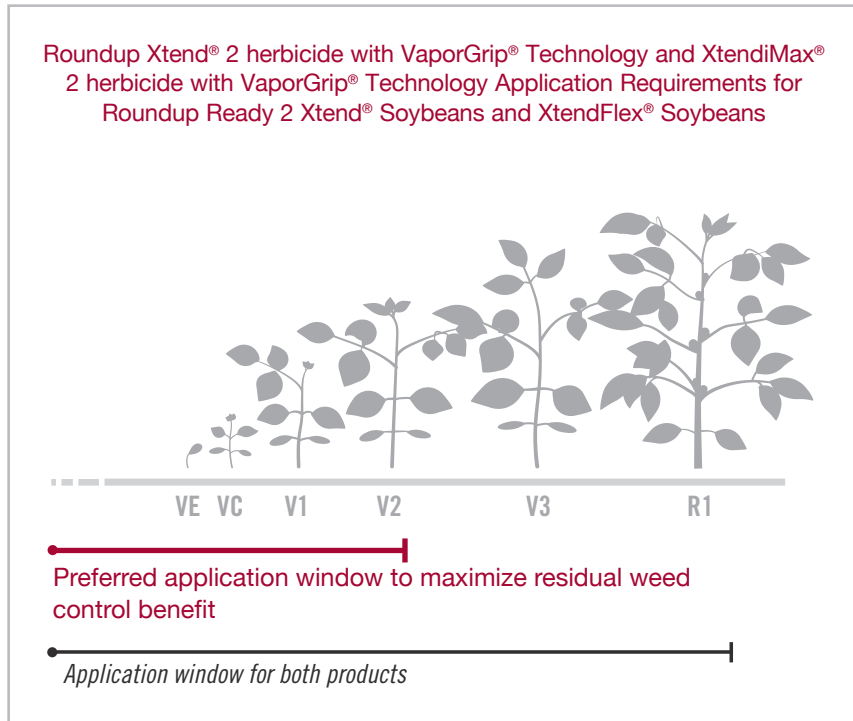 Roundup Xtend® 2 herbicide with VaporGrip® Technology and XtendiMax®
2 herbicide with VaporGrip® Technology Application Requirements for
Roundup Ready 2 Xtend® Soybeans and XtendFlex® Soybeans
VE VC V1 V2 V3 R1
Preferred application window to maximize residual weed
control benefit
Application window for both products